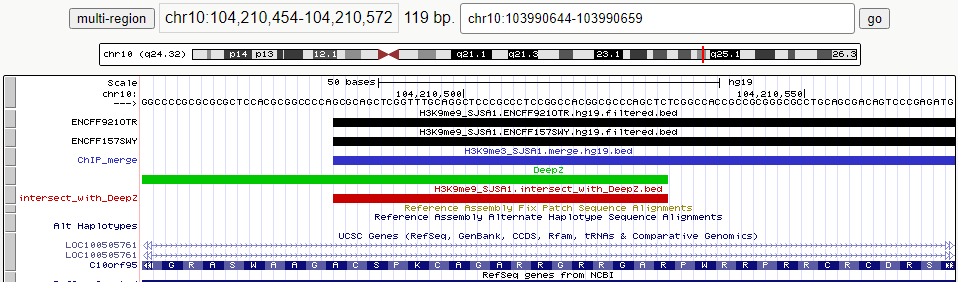 multi-region chr10:104,210,454-104,210,572 119 bp. chr10:103990644-103990659 go
chr10 (q24.32) p14 p13 12.1 q21.1 q21.3 23.1 q25.1 26.3
Scale 50 bases hg19
chr10: 104,210,500 104,210,550
---> GGCCCCGCGCGCGCTCCACGCGGCCCCAGCGCAGCTCGGTTTGCAGGCTCCCGCCCTCCGGCCACGGCGCCCAGCTCTCGGCCACCGCCGCGGGCGCCTGCAGCGACAGTCCCGAGATG
H3K9me9_SJSA1.ENCFF921OTR.hg19.filtered.bed
ENCFF921OTR
H3K9me9_SJSA1.ENCFF157SWY.hg19.filtered.bed
ENCFF157SWY
H3K9me3_SJSA1.merge.hg19.bed
ChIP_merge
DeepZ
H3K9me9_SJSA1.intersect_with_DeepZ.bed
intersect_with_DeepZ
Reference Assembly Fix Patch Sequence Alignments
Reference Assembly Alternate Haplotype Sequence Alignments
Alt Haplotypes
UCSC Genes (RefSeq, GenBank, CCDS, Rfam, tRNAs & Comparative Genomics)
LOC100505761
LOC100505761
C10orf95 G R A S W A A G A C S P K C A G A R R G R R G A R P W R R P R R C R C D R S
RefSeq genes from NCBI